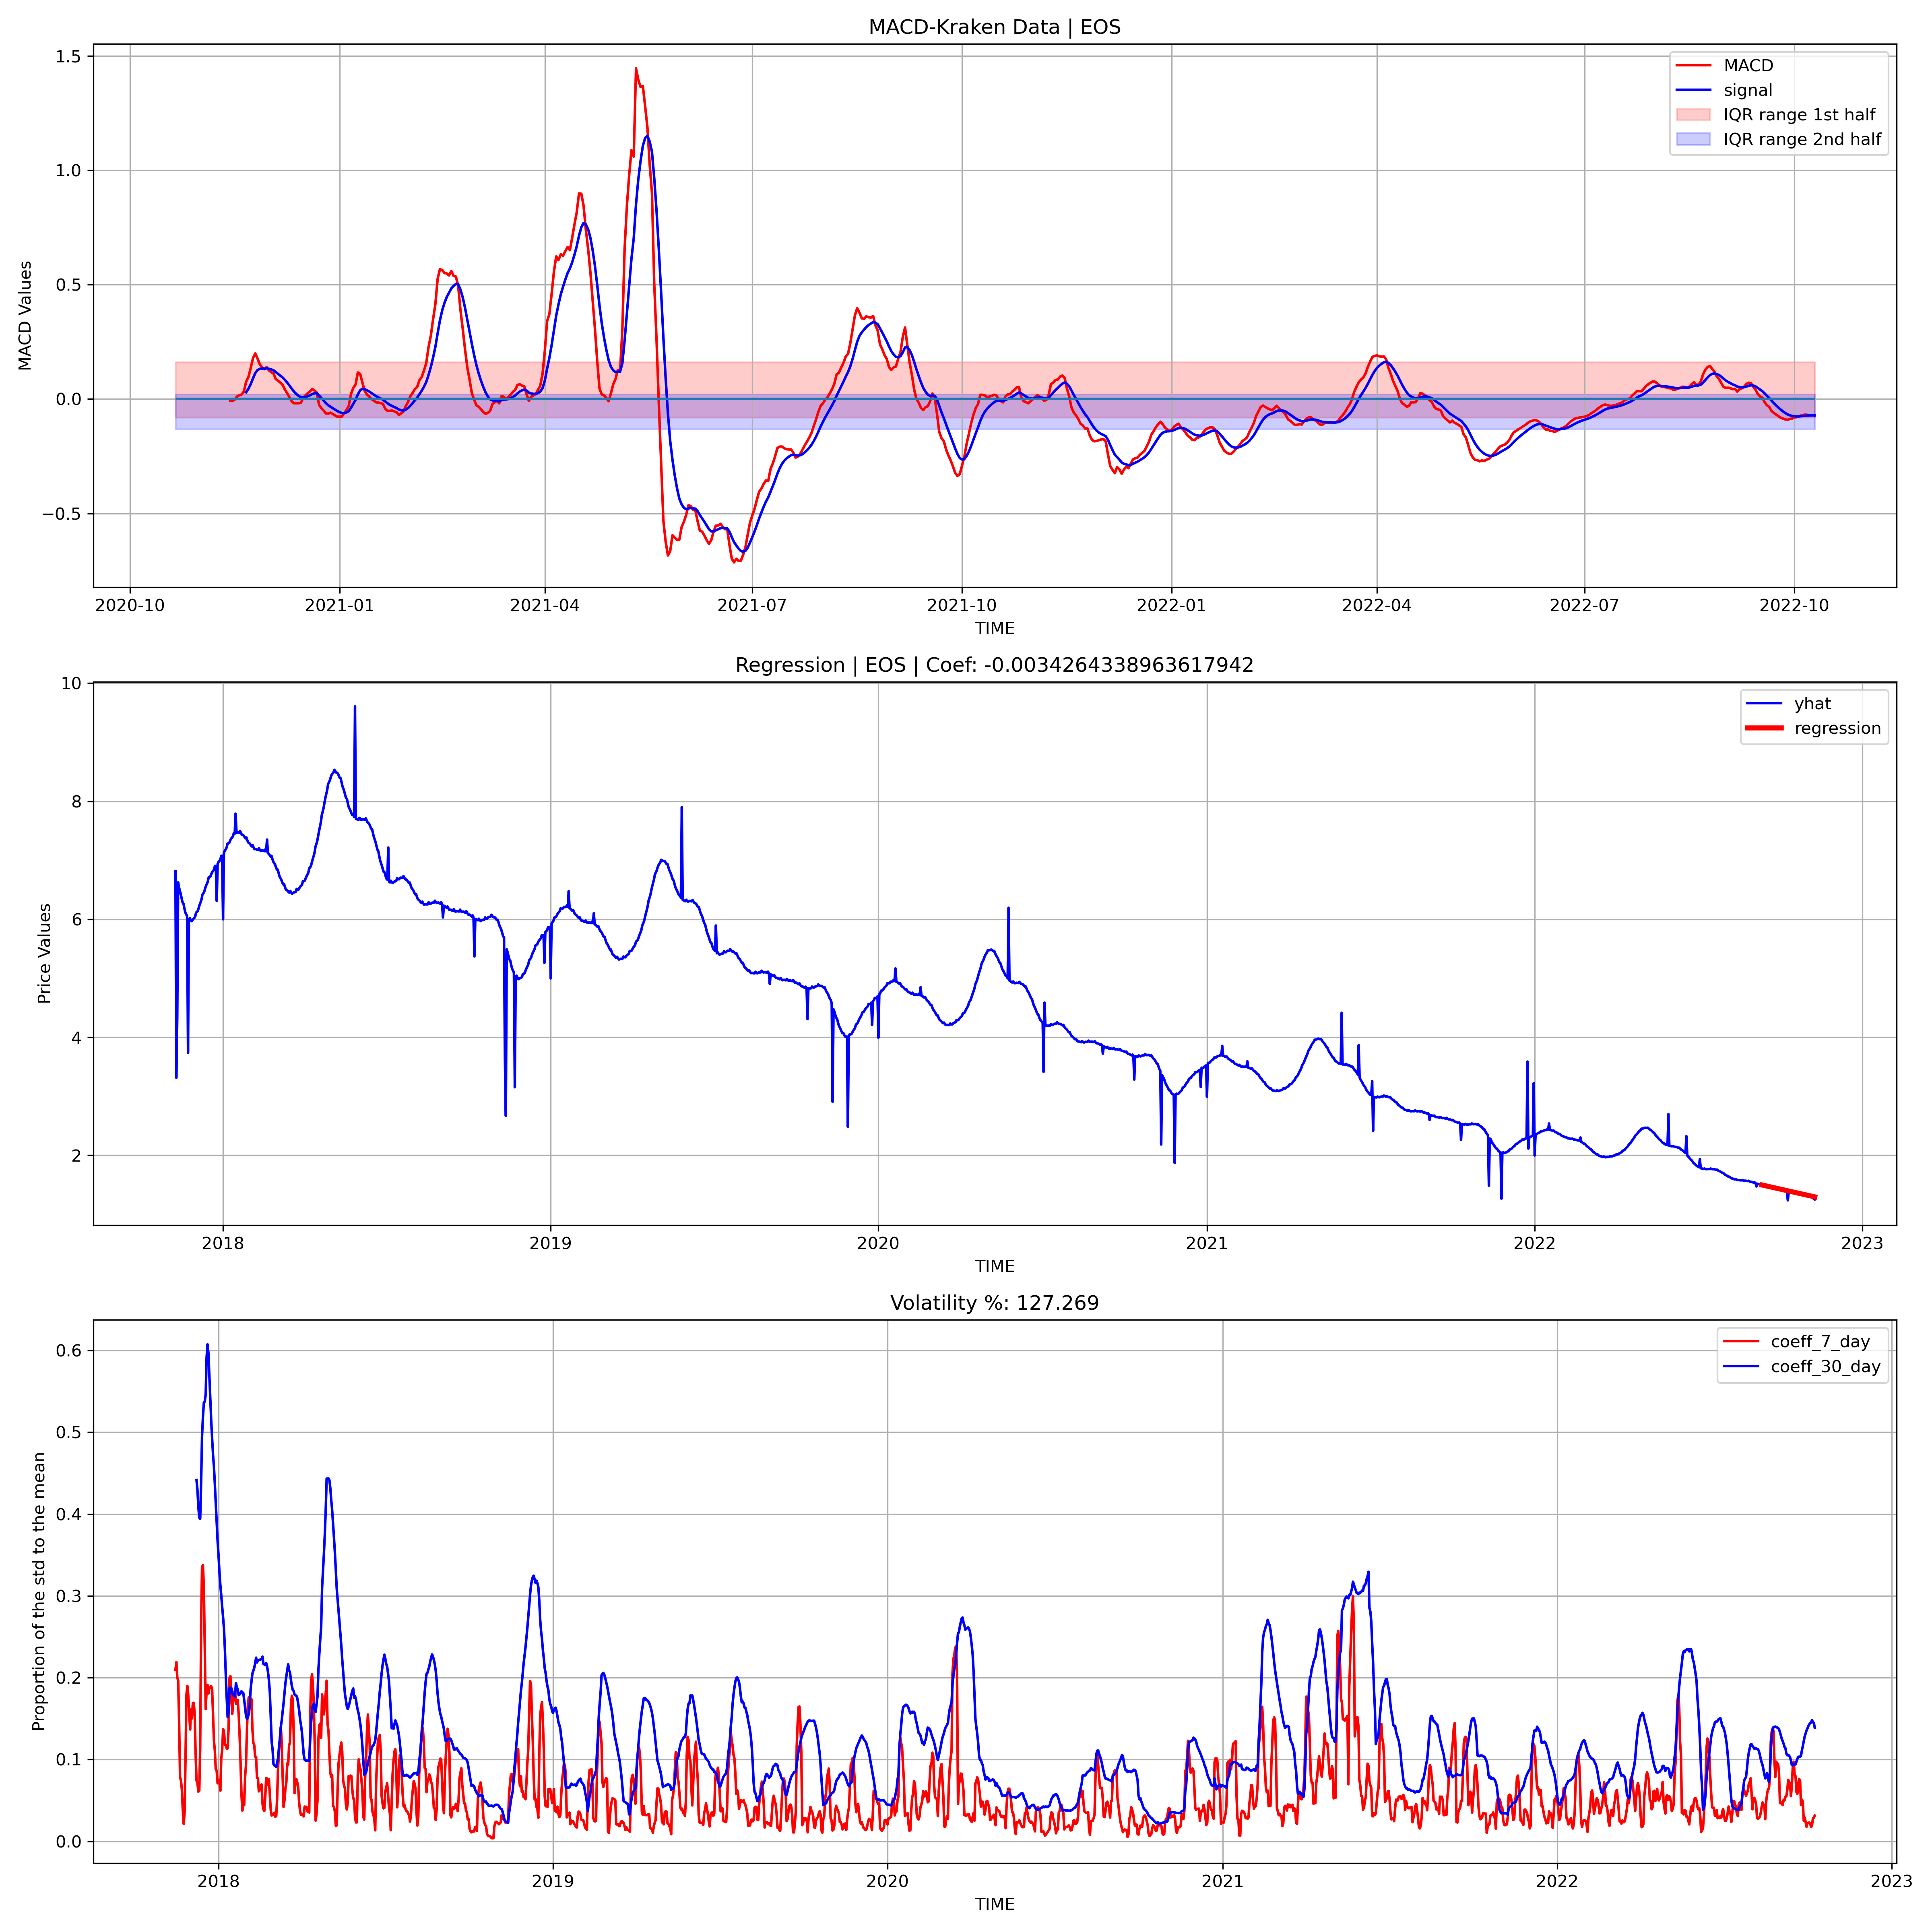 MACD-Kraken Data | EOS
MACD Values
1.5
1.0
0.5
0.0
−0.5
MACD
signal
IQR range 1st half
IQR range 2nd half
2020-10 2021-01 2021-04 2021-07 2021-10 2022-01 2022-04 2022-07 2022-10
TIME
Regression | EOS | Coef: -0.0034264338963617942
Price Values
10
8
6
4
2
yhat
regression
2018 2019 2020 2021 2022 2023
TIME
Volatility %: 127.269
Proportion of the std to the mean
0.6
0.5
0.4
0.3
0.2
0.1
0.0
coeff_7_day
coeff_30_day
2018 2019 2020 2021 2022 2023
TIME